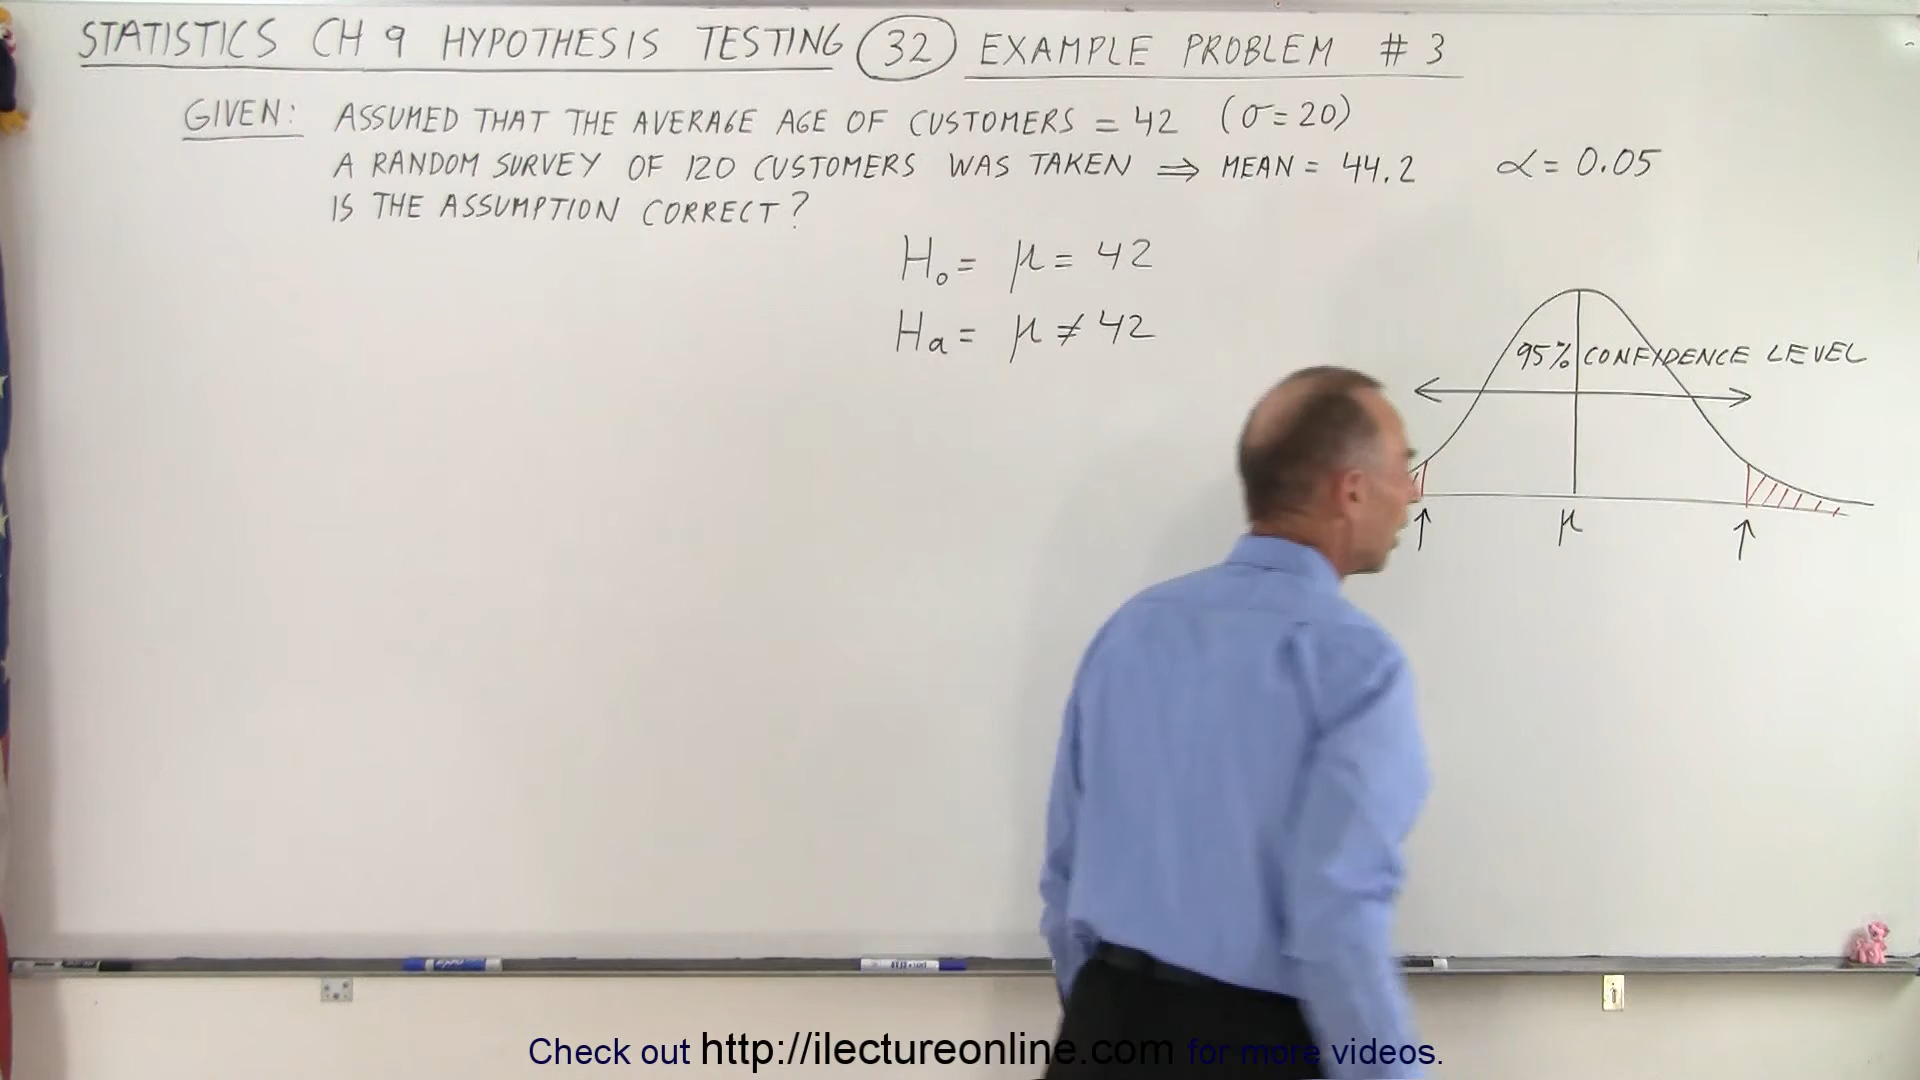 STATISTICS CH 9 HYPOTHESIS TESTING 32 EXAMPLE PROBLEM # 3
GIVEN: ASSUMED THAT THE AVERAGE AGE OF CUSTOMERS = 42 (σ = 20)
A RANDOM SURVEY OF 120 CUSTOMERS WAS TAKEN ⇒ MEAN = 44.2 α = 0.05
IS THE ASSUMPTION CORRECT?
H₀ = μ = 42
Hₐ = μ ≠ 42
95% CONFIDENCE LEVEL
μ
Check out http://ilectureonline.com for more videos.